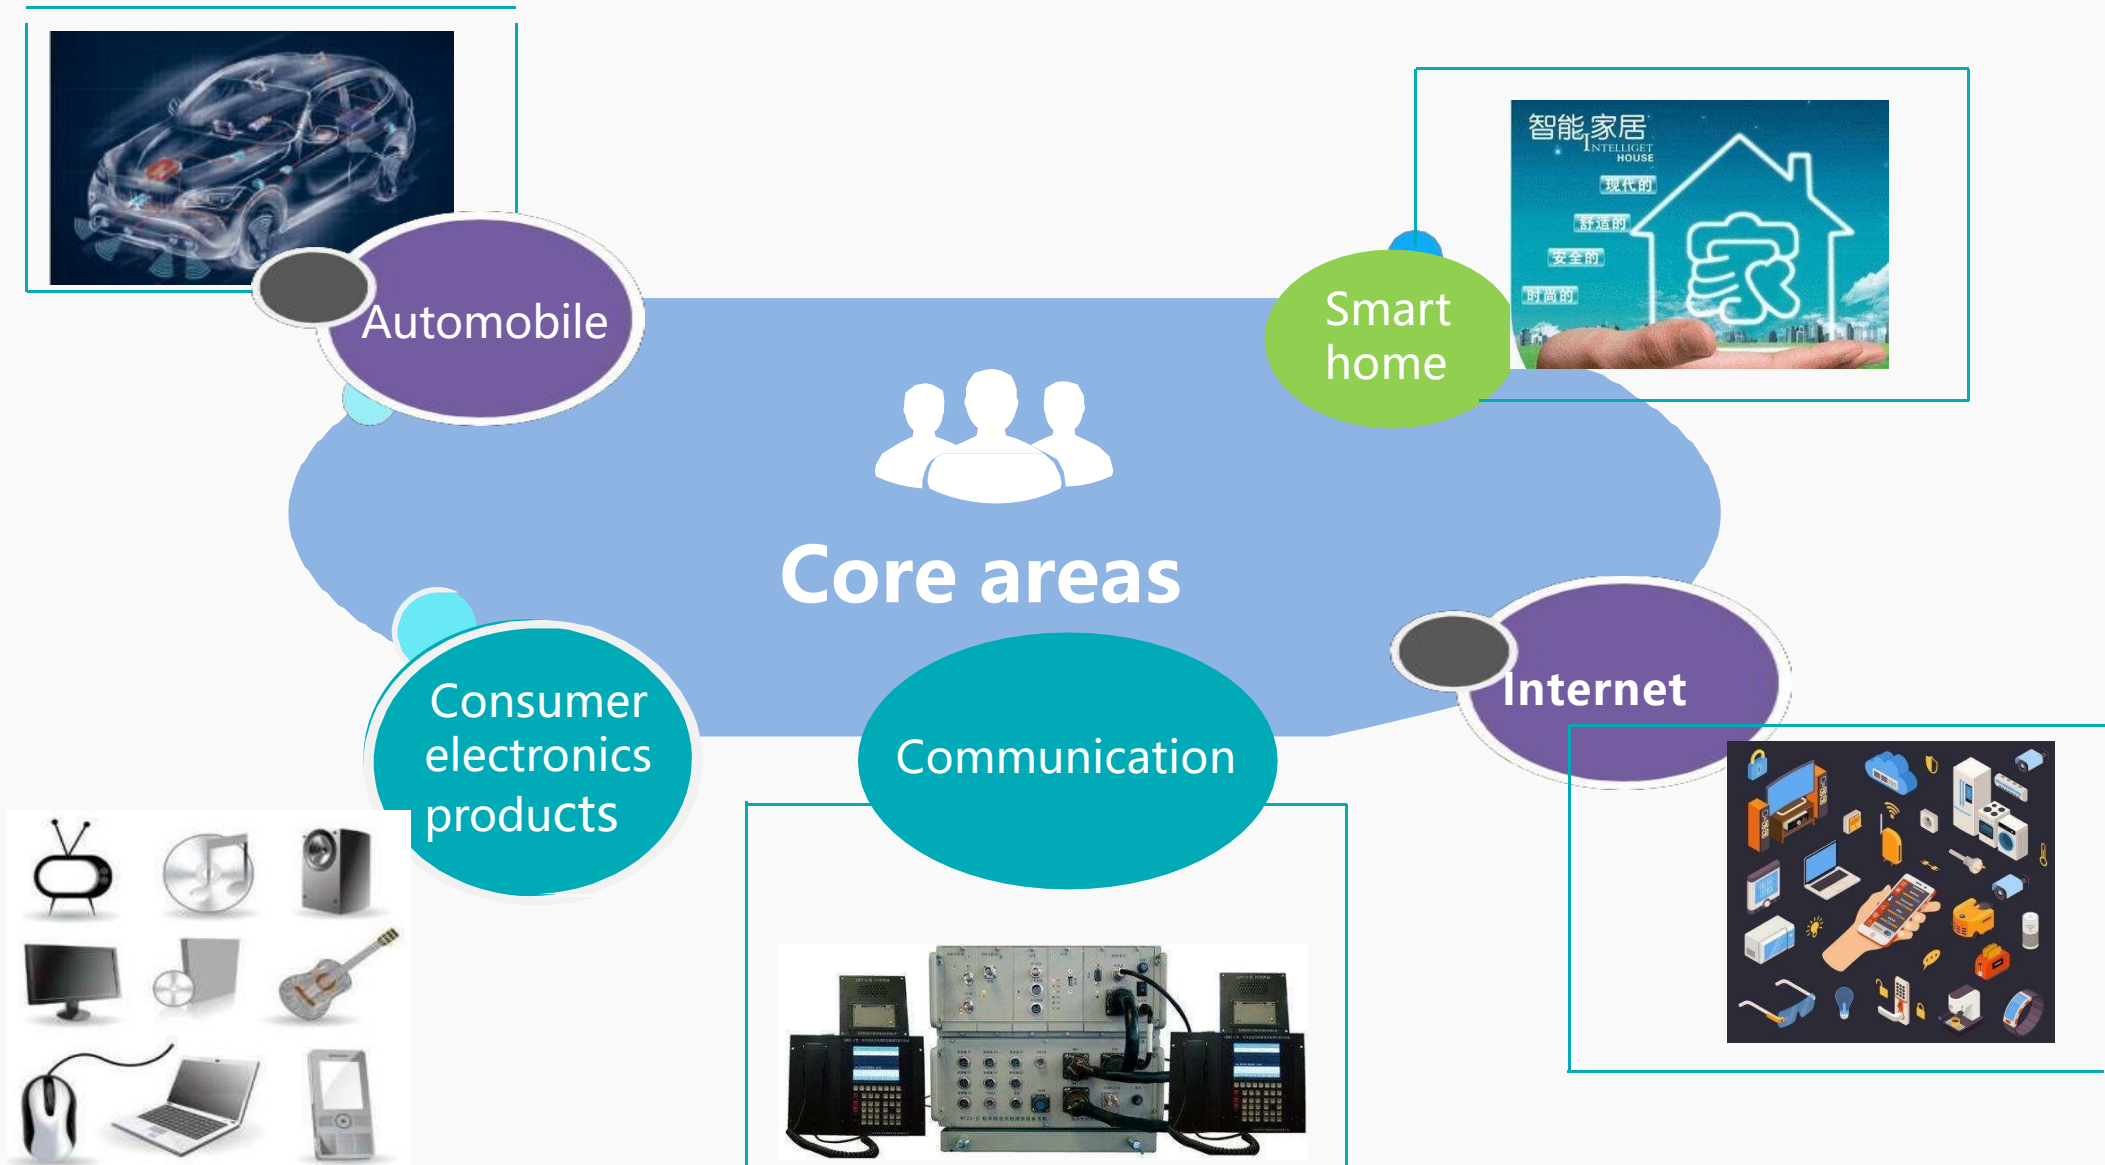 智能家居
INTELLIGET
HOUSE
现代的
舒适的
安全的
时尚的
家
Automobile
Smart
home
Core areas
Consumer
electronics
products
Communication
Internet